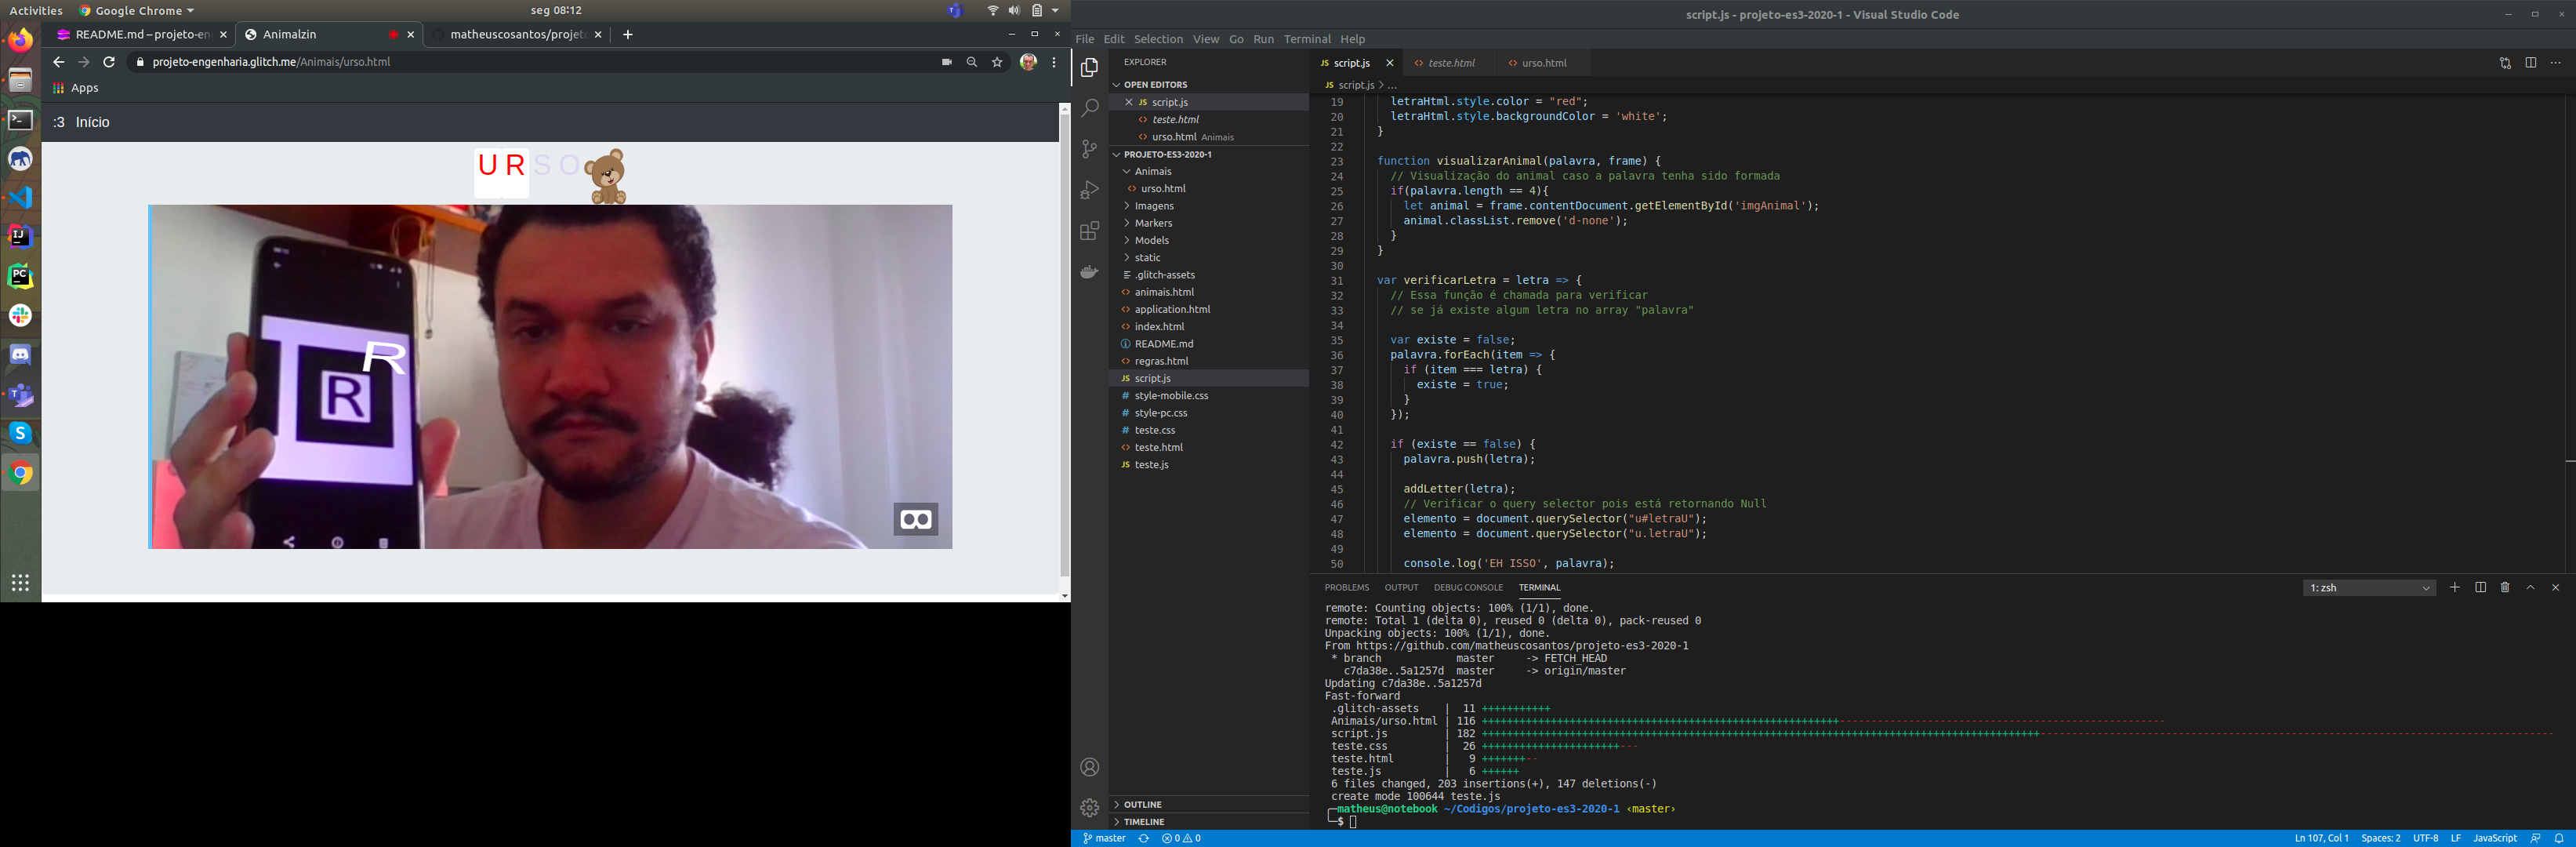 Activities Google Chrome seg 08:12
README.md – projeto-en Animalzin matheuscosantos/projet
projeto-engenharia.glitch.me/Animais/urso.html
Apps
:3 Início
U R S O
R
R
script.js - projeto-es3-2020-1 - Visual Studio Code
File Edit Selection View Go Run Terminal Help
EXPLORER
OPEN EDITORS
JS script.js
teste.html
urso.html Animais
PROJETO-ES3-2020-1
Animais
urso.html
Imagens
Markers
Models
static
.glitch-assets
animais.html
application.html
index.html
README.md
regras.html
JS script.js
# style-mobile.css
# style-pc.css
# teste.css
teste.html
JS teste.js
OUTLINE
TIMELINE
JS script.js teste.html urso.html
JS script.js > ...
19 letraHtml.style.color = "red";
20 letraHtml.style.backgroundColor = 'white';
21 }
22
23 function visualizarAnimal(palavra, frame) {
24 // Visualização do animal caso a palavra tenha sido formada
25 if(palavra.length == 4){
26 let animal = frame.contentDocument.getElementById('imgAnimal');
27 animal.classList.remove('d-none');
28 }
29 }
30
31 var verificarLetra = letra => {
32 // Essa função é chamada para verificar
33 // se já existe algum letra no array "palavra"
34
35 var existe = false;
36 palavra.forEach(item => {
37 if (item === letra) {
38 existe = true;
39 }
40 });
41
42 if (existe == false) {
43 palavra.push(letra);
44
45 addLetter(letra);
46 // Verificar o query selector pois está retornando Null
47 elemento = document.querySelector("u#letraU");
48 elemento = document.querySelector("u.letraU");
49
50 console.log('EH ISSO', palavra);
PROBLEMS OUTPUT DEBUG CONSOLE TERMINAL 1: zsh
remote: Counting objects: 100% (1/1), done.
remote: Total 1 (delta 0), reused 0 (delta 0), pack-reused 0
Unpacking objects: 100% (1/1), done.
From https://github.com/matheuscosantos/projeto-es3-2020-1
* branch master -> FETCH_HEAD
c7da38e..5a1257d master -> origin/master
Updating c7da38e..5a1257d
Fast-forward
.glitch-assets | 11 +++++++++++
Animais/urso.html | 116
script.js | 182
teste.css | 26
teste.html | 9 +++++++--
teste.js | 6 ++++++
6 files changed, 203 insertions(+), 147 deletions(-)
create mode 100644 teste.js
matheus@notebook ~/Codigos/projeto-es3-2020-1 ‹master›
$
master 0 0 Ln 107, Col 1 Spaces: 2 UTF-8 LF JavaScript